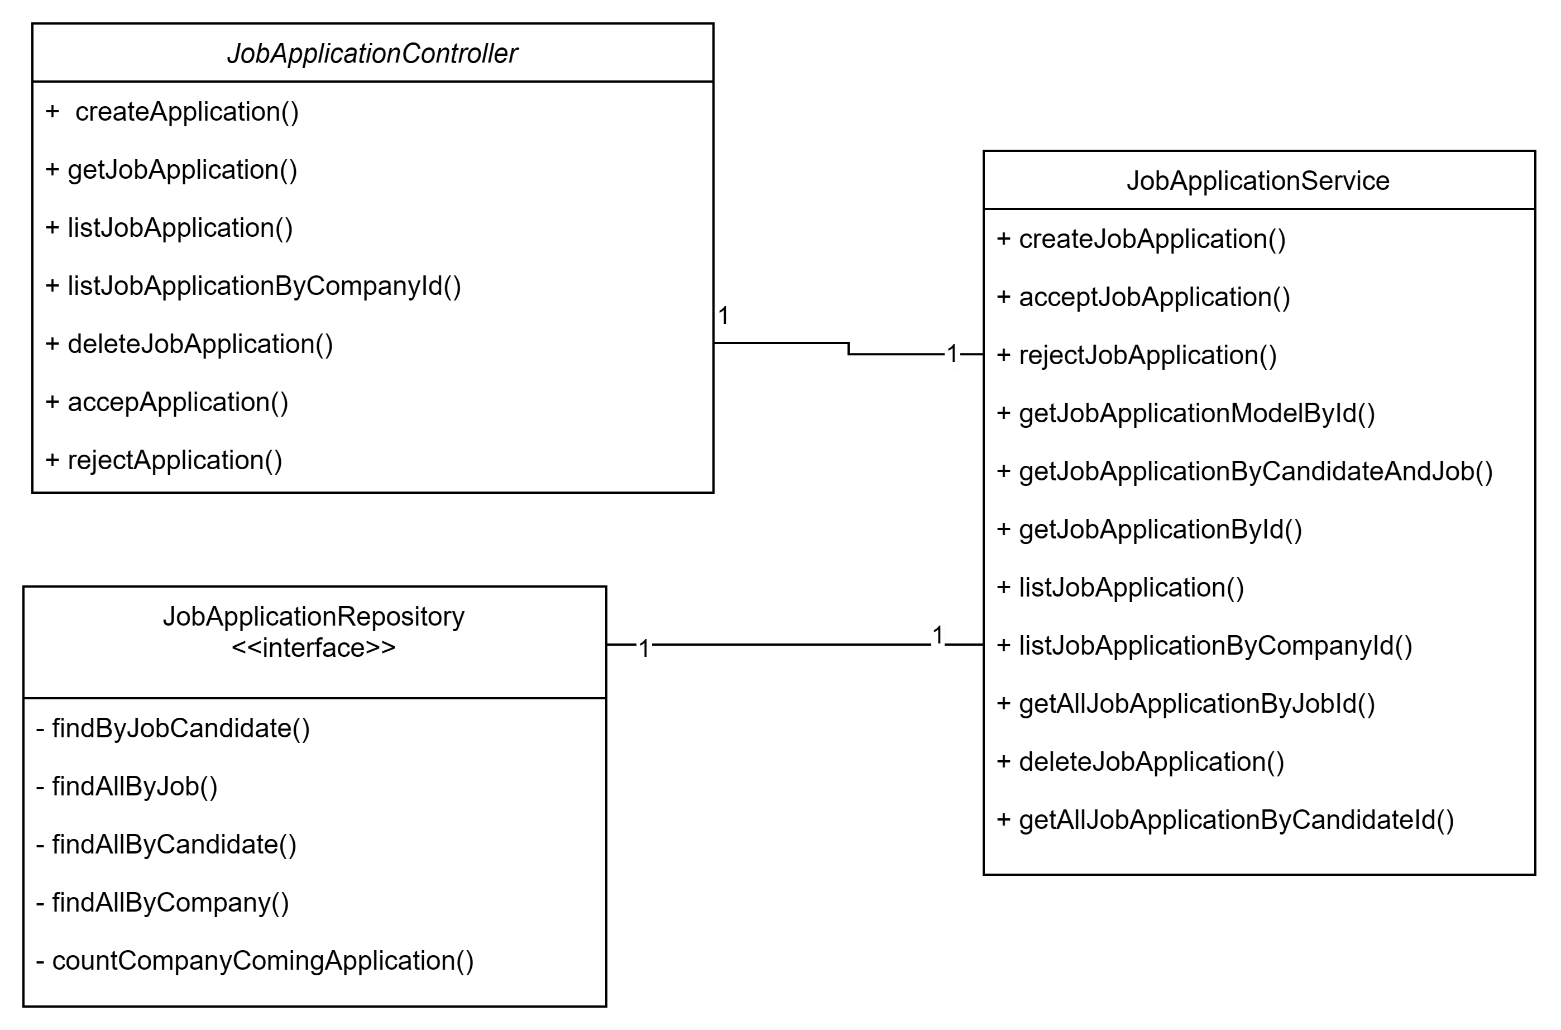 JobApplicationController
+  createApplication()
+ getJobApplication()
+ listJobApplication()
+ listJobApplicationByCompanyId()
+ deleteJobApplication()
+ accepApplication()
+ rejectApplication()
1
1
JobApplicationService
+ createJobApplication()
+ acceptJobApplication()
+ rejectJobApplication()
+ getJobApplicationModelById()
+ getJobApplicationByCandidateAndJob()
+ getJobApplicationById()
+ listJobApplication()
+ listJobApplicationByCompanyId()
+ getAllJobApplicationByJobId()
+ deleteJobApplication()
+ getAllJobApplicationByCandidateId()
1
1
JobApplicationRepository
<<interface>>
- findByJobCandidate()
- findAllByJob()
- findAllByCandidate()
- findAllByCompany()
- countCompanyComingApplication()